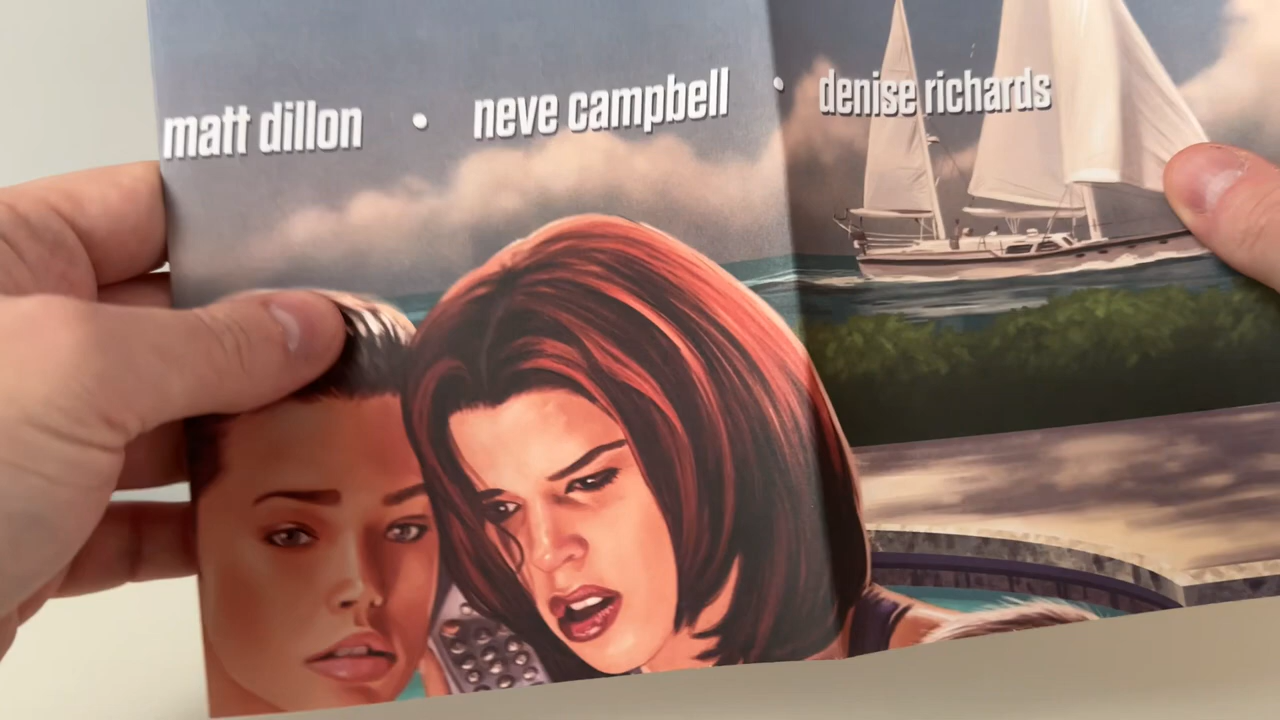 matt dillon • neve campbell • denise richards